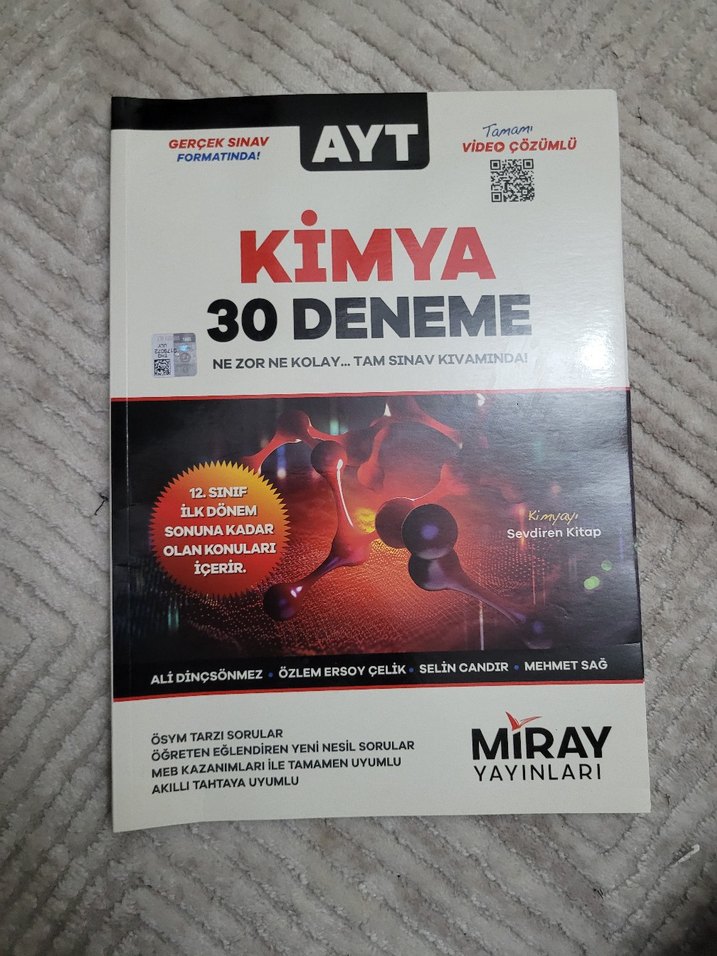 AYT
GERÇEK SINAV
FORMATINDA!
Tamamı
VİDEO ÇÖZÜMLÜ
KİMYA
30 DENEME
NE ZOR NE KOLAY... TAM SINAV KIVAMINDA!
12. SINIF
İLK DÖNEM
SONUNA KADAR
OLAN KONULARI
İÇERİR.
Kimyayı
Sevdiren Kitap
ALİ DİNÇSÖNMEZ • ÖZLEM ERSOY ÇELİK • SELİN CANDIR • MEHMET SAĞ
ÖSYM TARZI SORULAR
ÖĞRETEN EĞLENDİREN YENİ NESİL SORULAR
MEB KAZANIMLARI İLE TAMAMEN UYUMLU
AKILLI TAHTAYA UYUMLU
MİRAY
YAYINLARI